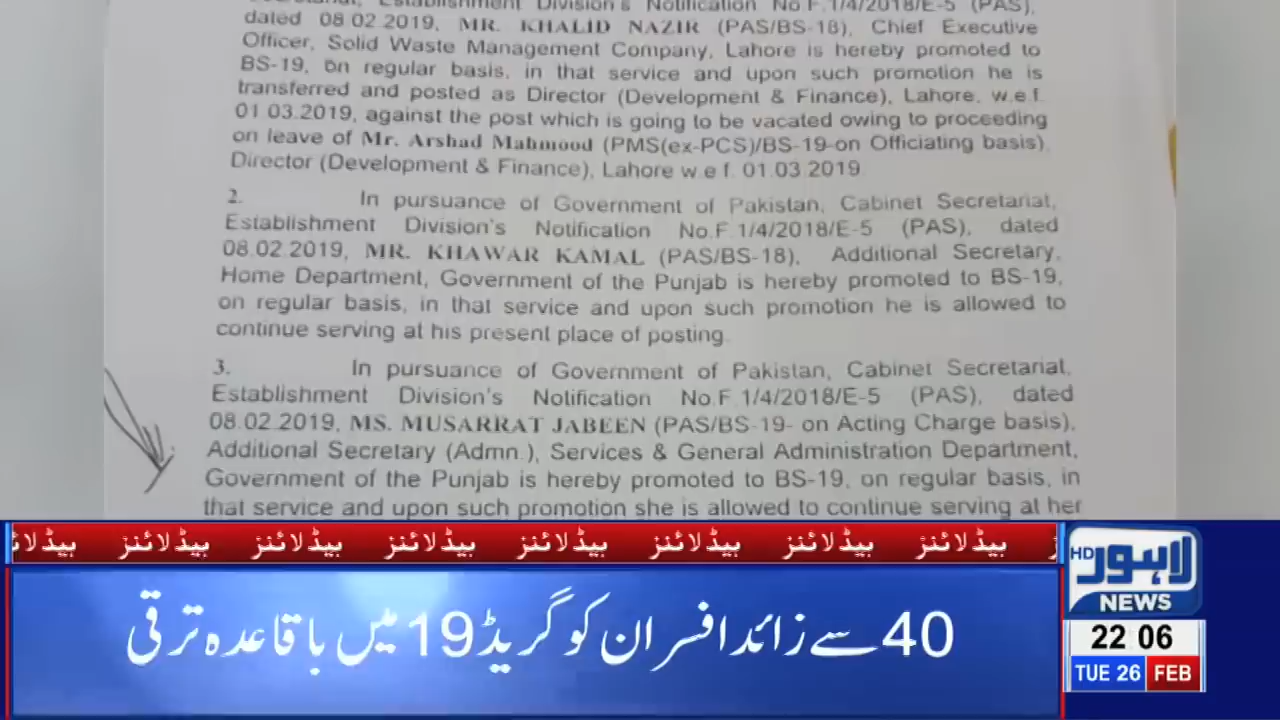 Secretariat, Establishment Division's Notification No F.1/4/2018/E-5 (PAS),
dated 08.02.2019, MR. KHALID NAZIR (PAS/BS-18), Chief Executive
Officer, Solid Waste Management Company, Lahore is hereby promoted to
BS-19, on regular basis, in that service and upon such promotion he is
transferred and posted as Director (Development & Finance), Lahore, w.e.f.
01.03.2019, against the post which is going to be vacated owing to proceeding
on leave of Mr. Arshad Mahmood (PMS(ex-PCS)/BS-19-on Officiating basis),
Director (Development & Finance), Lahore w.e.f. 01.03.2019.
2. In pursuance of Government of Pakistan, Cabinet Secretariat,
Establishment Division's Notification No.F.1/4/2018/E-5 (PAS), dated
08.02.2019, MR. KHAWAR KAMAL (PAS/BS-18), Additional Secretary,
Home Department, Government of the Punjab is hereby promoted to BS-19,
on regular basis, in that service and upon such promotion he is allowed to
continue serving at his present place of posting.
3. In pursuance of Government of Pakistan, Cabinet Secretariat,
Establishment Division's Notification No.F.1/4/2018/E-5 (PAS), dated
08.02.2019, MS. MUSARRAT JABEEN (PAS/BS-19- on Acting Charge basis),
Additional Secretary (Admn.), Services & General Administration Department,
Government of the Punjab is hereby promoted to BS-19, on regular basis, in
that service and upon such promotion she is allowed to continue serving at her
ہیڈلائنز ہیڈلائنز ہیڈلائنز ہیڈلائنز ہیڈلائنز ہیڈلائنز ہیڈلائنز ہیڈلائنز
40 سے زائد افسران کو گریڈ 19 میں باقاعدہ ترقی
HD لاہور
NEWS
22 06
TUE 26 FEB